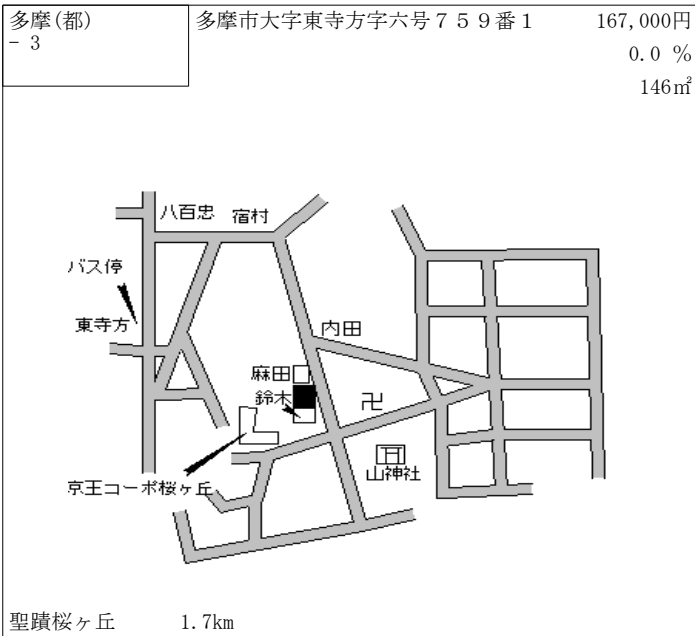 多摩(都)
- 3
多摩市大字東寺方字六号７５９番１
167,000円
0.0 %
146㎡
八百忠
宿村
バス停
東寺方
内田
麻田
鈴木
卍
山神社
京王コーポ桜ヶ丘
聖蹟桜ヶ丘 1.7km